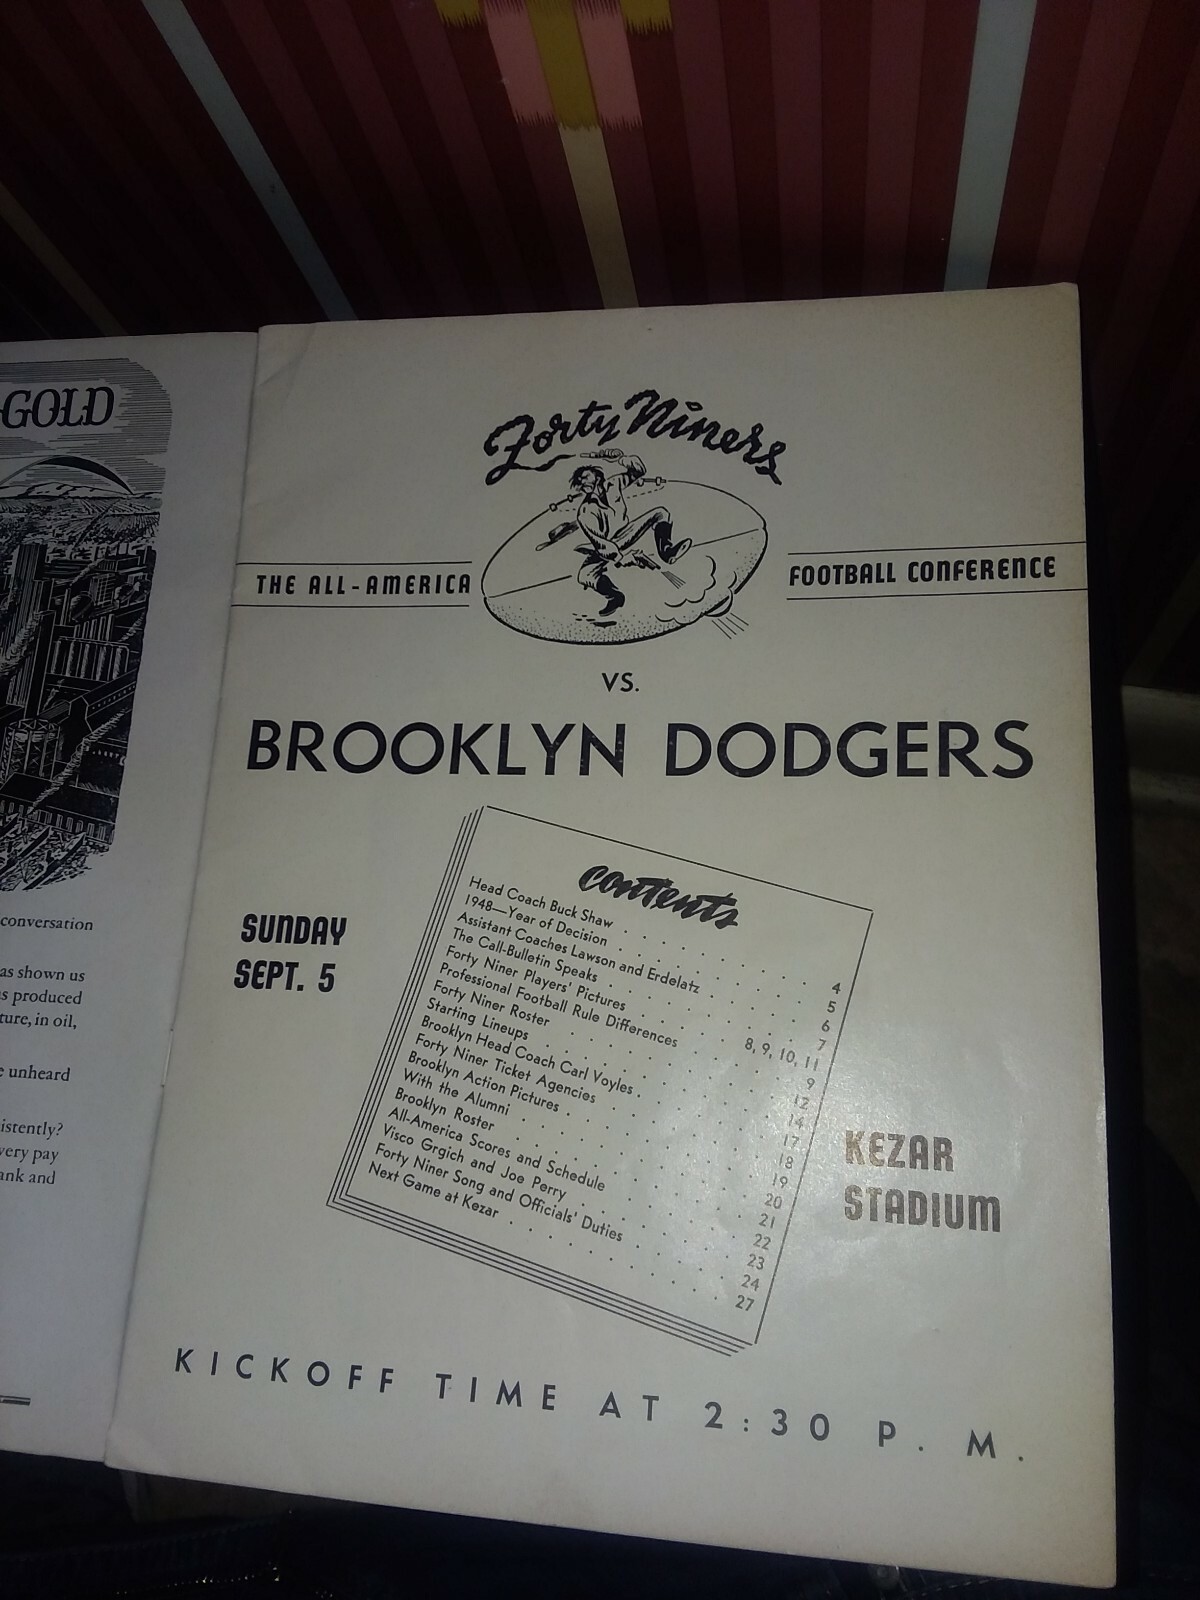 GOLD
conversation
as shown us
s produced
ture, in oil,
e unheard
istently?
very pay
ank and
Forty Niners
THE ALL-AMERICA FOOTBALL CONFERENCE
VS.
BROOKLYN DODGERS
SUNDAY
SEPT. 5
contents
Head Coach Buck Shaw . . . . . . . 4
1948—Year of Decision . . . . . . . 5
Assistant Coaches Lawson and Erdelatz . . . . 6
The Call-Bulletin Speaks . . . . . . . 7
Forty Niner Players' Pictures . . . . 8, 9, 10, 11
Professional Football Rule Differences . . . . 9
Forty Niner Roster . . . . . . . 12
Starting Lineups . . . . . . . 14
Brooklyn Head Coach Carl Voyles . . . . . 17
Forty Niner Ticket Agencies . . . . . . 18
Brooklyn Action Pictures . . . . . . . 19
With the Alumni . . . . . . . 20
Brooklyn Roster . . . . . . . 21
All-America Scores and Schedule . . . . . 22
Visco Grgich and Joe Perry . . . . . . 23
Forty Niner Song and Officials' Duties . . . . 24
Next Game at Kezar . . . . . . . 27
KEZAR
STADIUM
KICKOFF TIME AT 2:30 P. M.